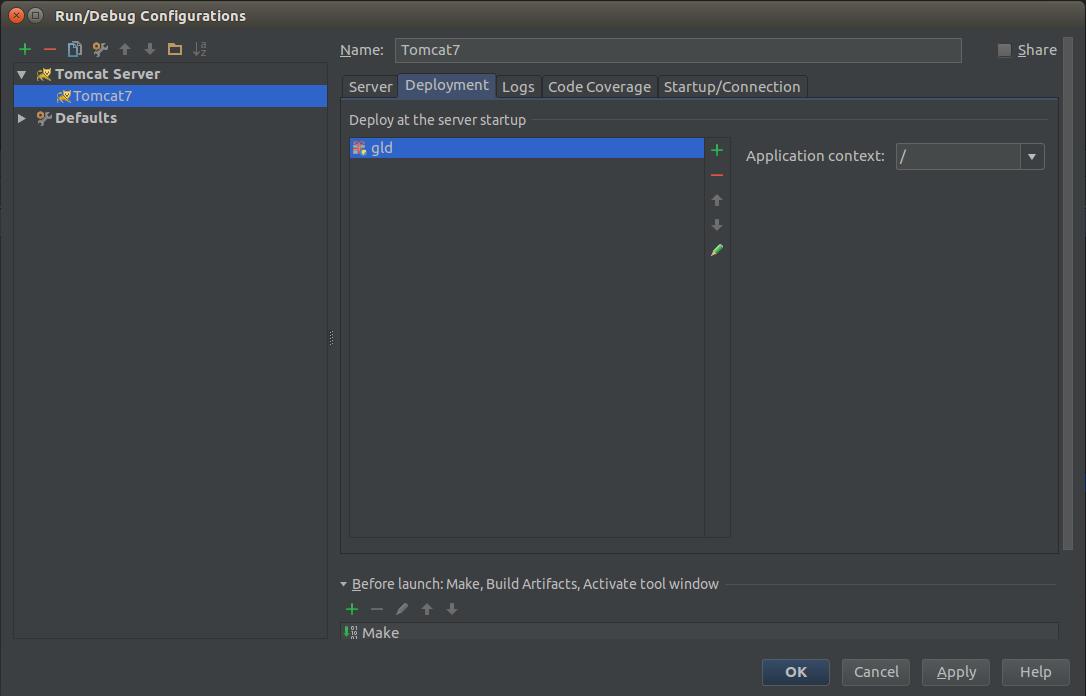 Run/Debug Configurations
Name: Tomcat7 Share
Tomcat Server
Tomcat7
Defaults
Server Deployment Logs Code Coverage Startup/Connection
Deploy at the server startup
gld
Application context: /
Before launch: Make, Build Artifacts, Activate tool window
Make
OK Cancel Apply Help